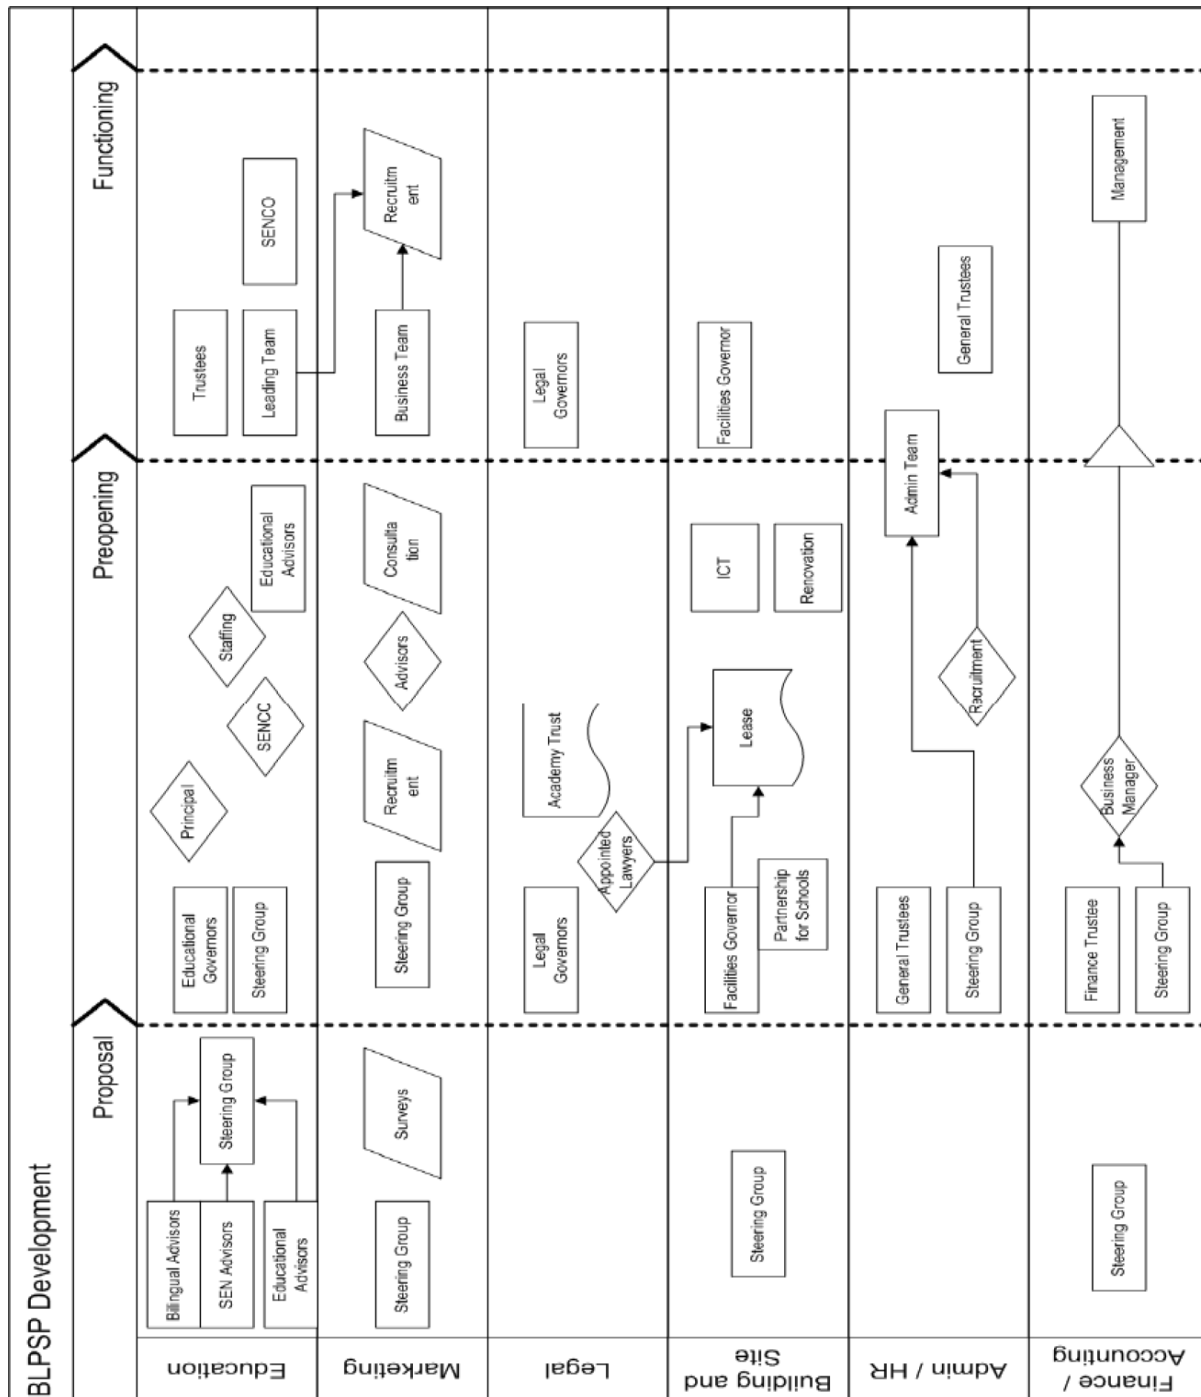 BLPSP Development
Proposal
Preopening
Functioning
Education
Billingual Advisors
SEN Advisors
Educational
Advisors
Steering Group
Educational
Governors
Steering Group
Principal
SENCC
Staffing
Educational
Advisors
Trustees
Leading Team
SENCO
Marketing
Steering Group
Surveys
Steering Group
Recruitm
ent
Advisors
Consulta
tion
Business Team
Recruitm
ent
Legal
Legal
Governors
Appointed
Lawyers
Academy Trust
Legal
Governors
Building and
Site
Steering Group
Facilities Governor
Partnership
for Schools
Lease
ICT
Renovation
Facilities Governor
Admin / HR
General Trustees
Steering Group
Recruitment
Admin Team
General Trustees
Finance /
Accounting
Steering Group
Finance Trustee
Steering Group
Business
Manager
Management